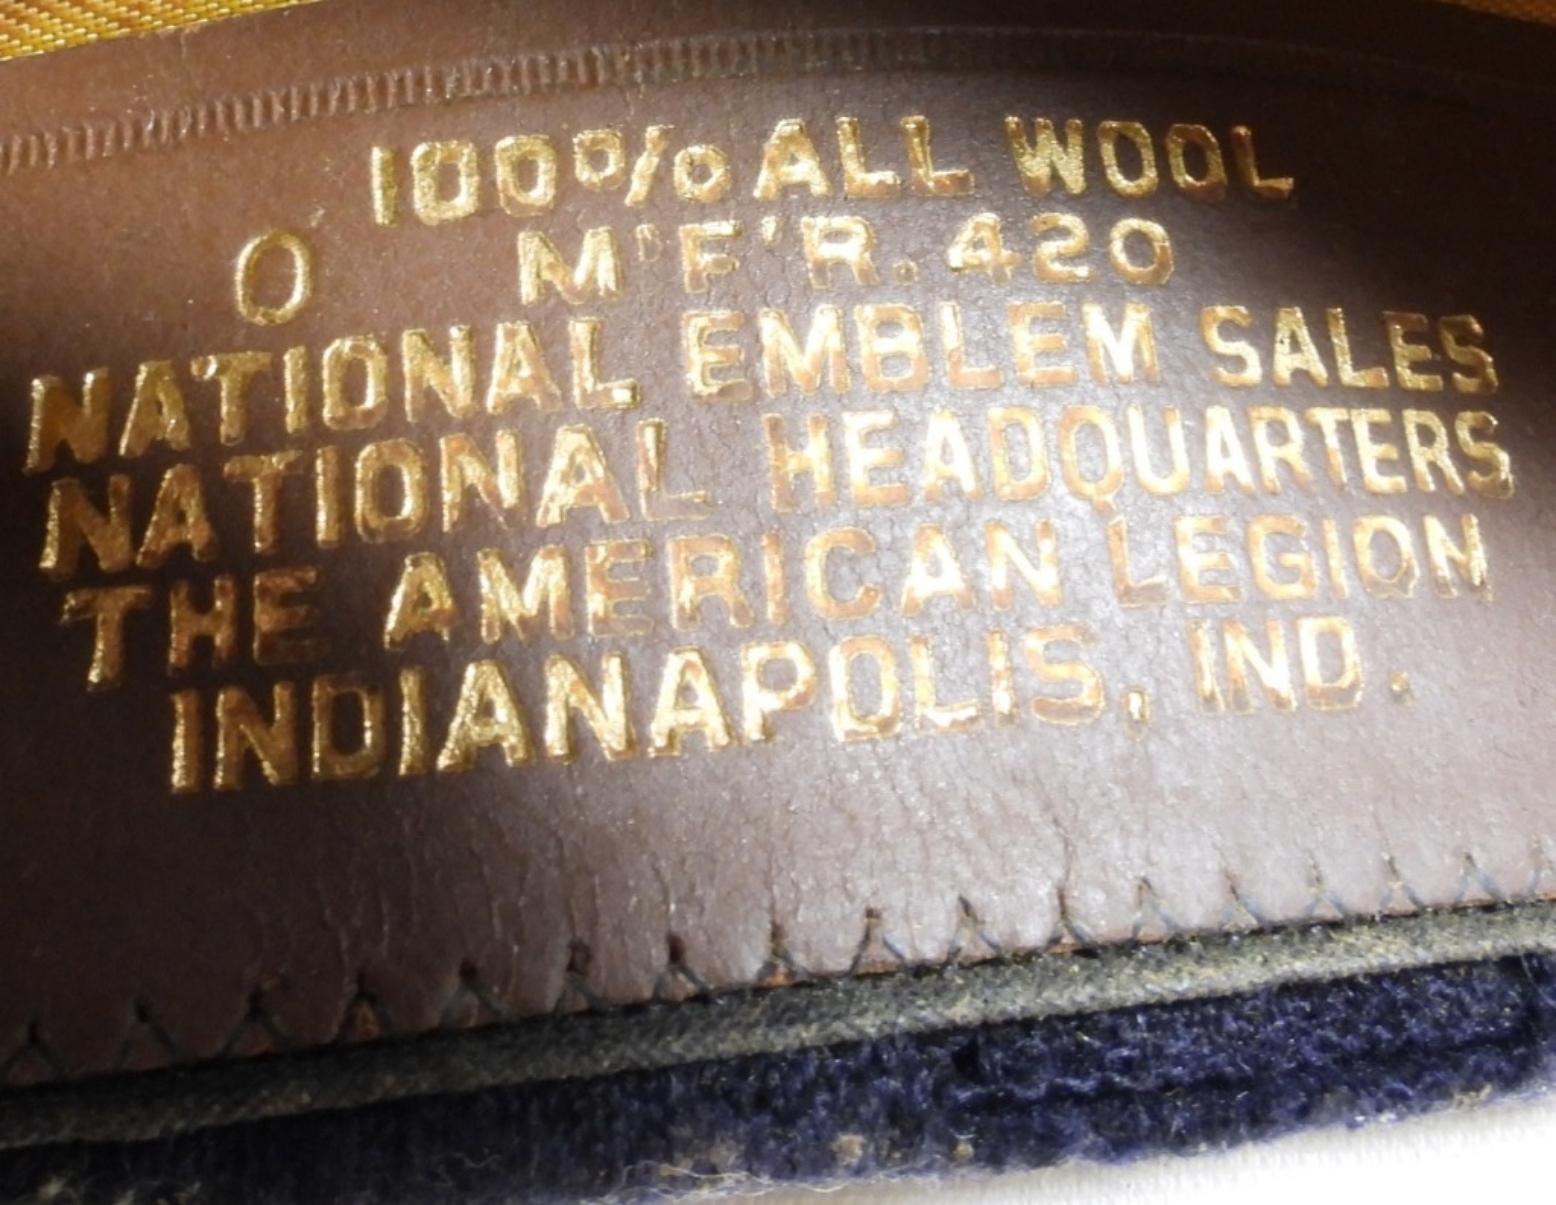 100% ALL WOOL
O M'F'R. 420
NATIONAL EMBLEM SALES
NATIONAL HEADQUARTERS
THE AMERICAN LEGION
INDIANAPOLIS, IND.